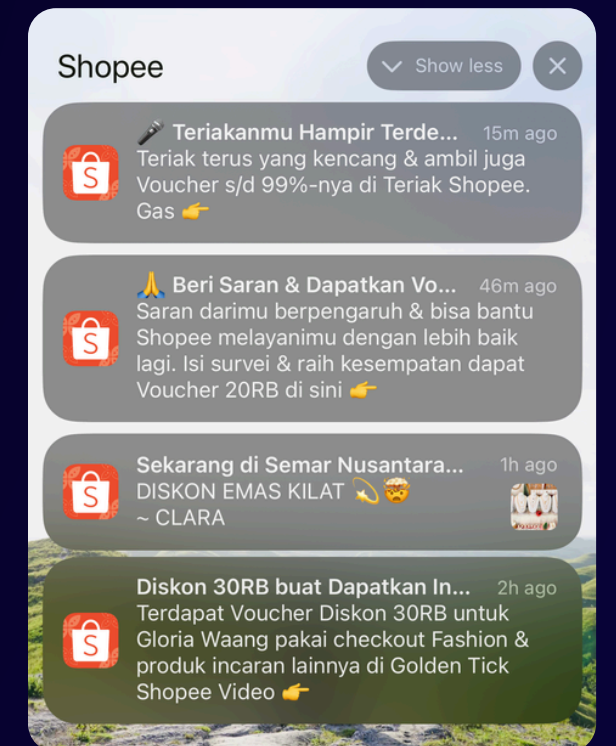 Shopee
Show less
🎤 Teriakanmu Hampir Terde... 15m ago
Teriak terus yang kencang & ambil juga
Voucher s/d 99%-nya di Teriak Shopee.
Gas 👉
🙏 Beri Saran & Dapatkan Vo... 46m ago
Saran darimu berpengaruh & bisa bantu
Shopee melayanimu dengan lebih baik
lagi. Isi survei & raih kesempatan dapat
Voucher 20RB di sini 👉
Sekarang di Semar Nusantara... 1h ago
DISKON EMAS KILAT 💫🤯
~ CLARA
Diskon 30RB buat Dapatkan In... 2h ago
Terdapat Voucher Diskon 30RB untuk
Gloria Waang pakai checkout Fashion &
produk incaran lainnya di Golden Tick
Shopee Video 👉